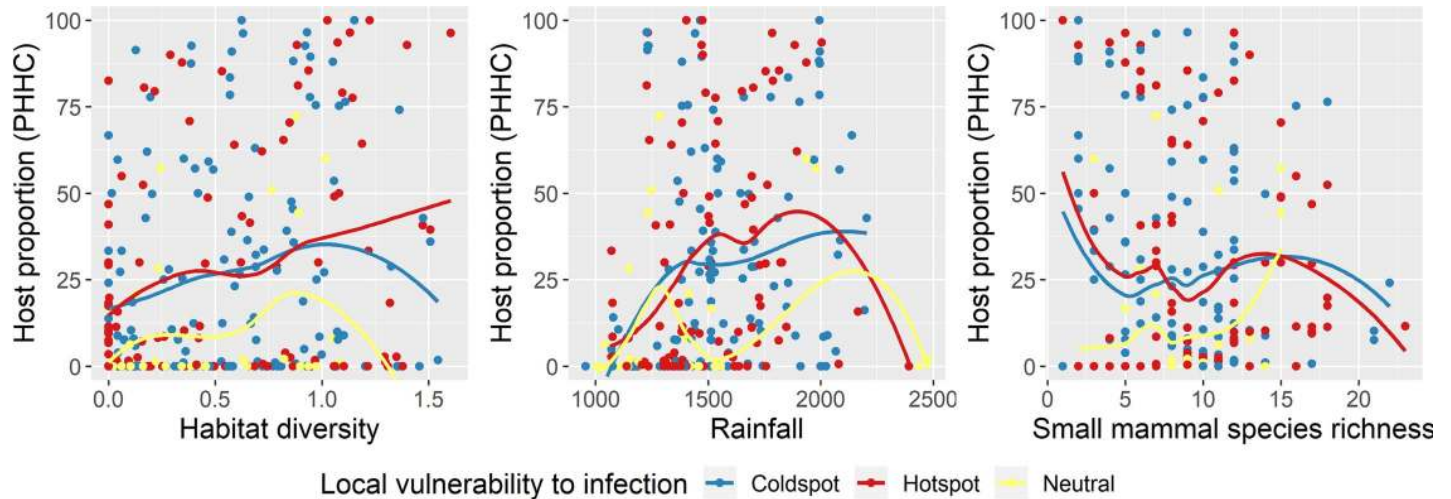 Host proportion (PHHC)
100
75
50
25
0
0.0 0.5 1.0 1.5
Habitat diversity
Host proportion (PHHC)
100
75
50
25
0
1000 1500 2000 2500
Rainfall
Host proportion (PHHC)
100
75
50
25
0
0 5 10 15 20
Small mammal species richness
Local vulnerability to infection Coldspot Hotspot Neutral